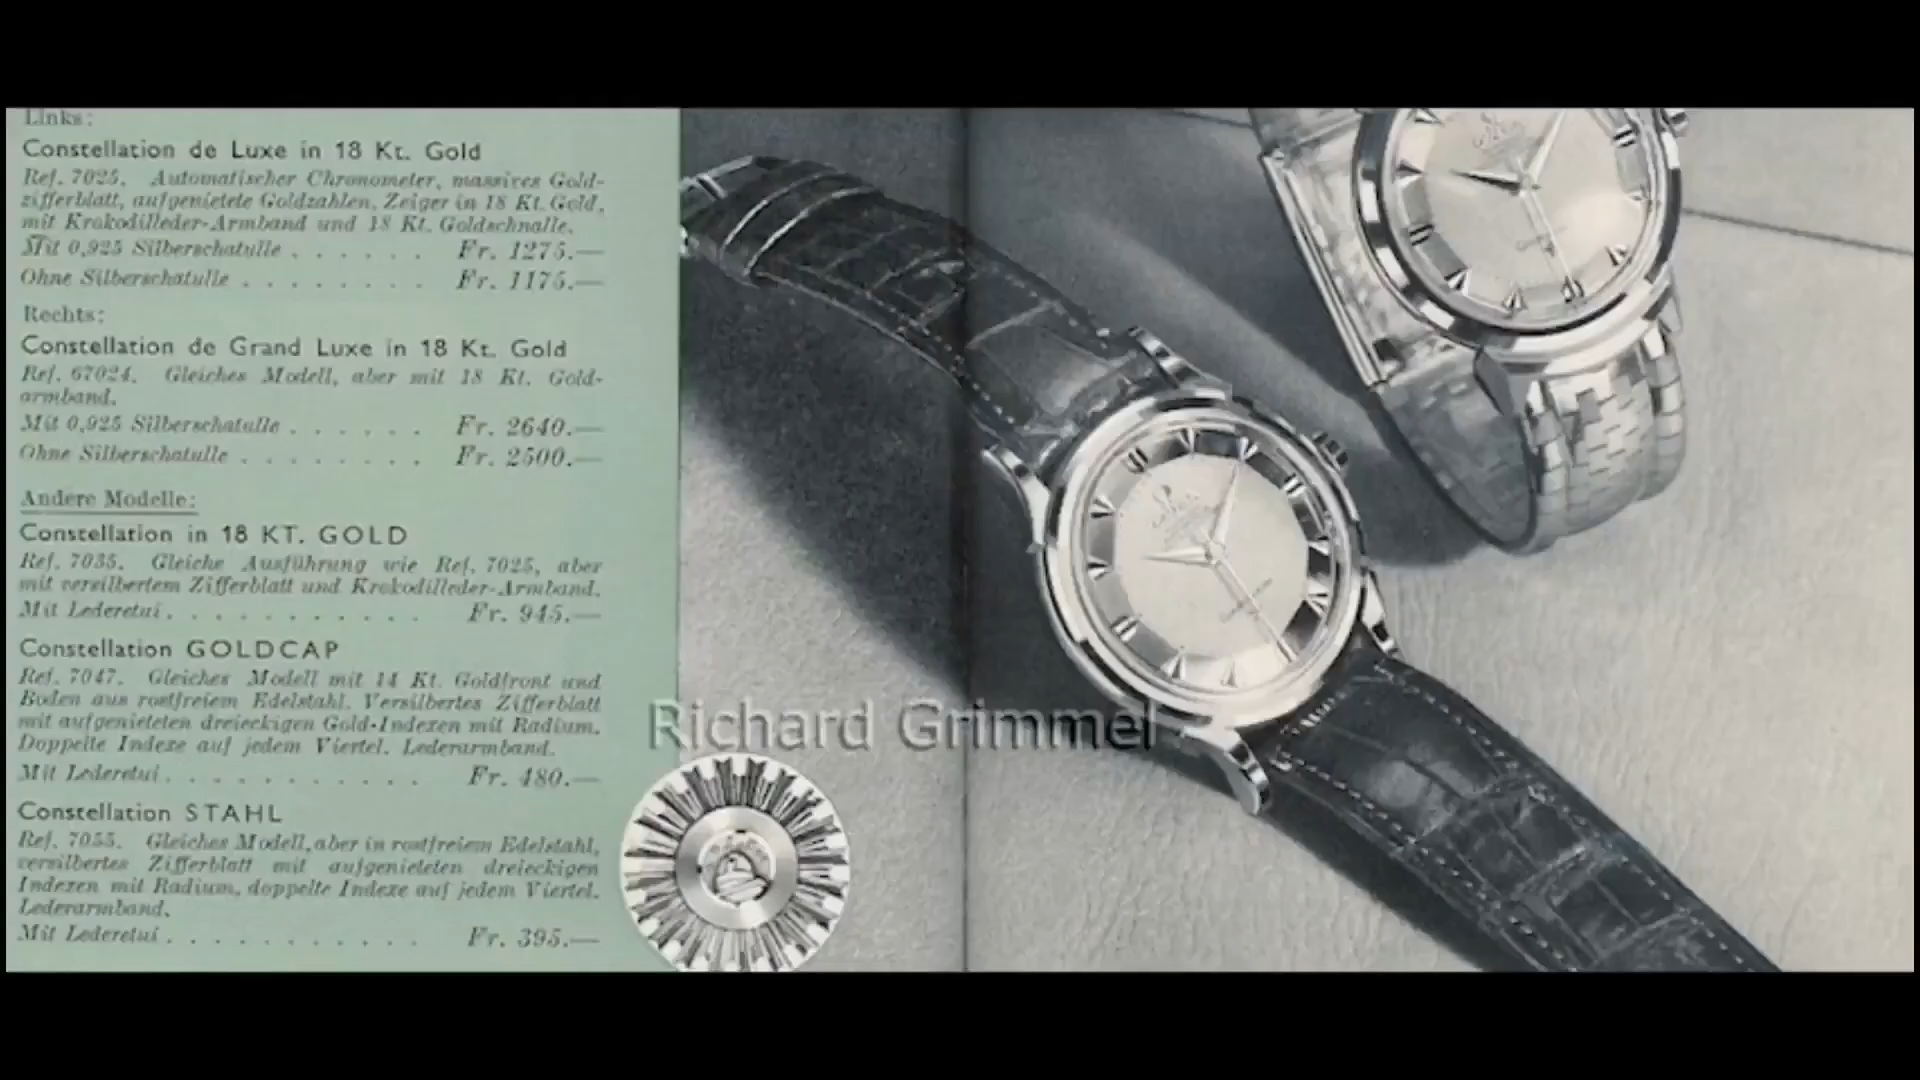 Links:
Constellation de Luxe in 18 Kt. Gold
Ref. 7025. Automatischer Chronometer, massives Gold-
zifferblatt, aufgenietete Goldzahlen, Zeiger in 18 Kt. Gold,
mit Krokodilleder-Armband und 18 Kt. Goldschnalle.
Mit 0,925 Silberschatulle . . . . . . Fr. 1275.—
Ohne Silberschatulle . . . . . . . . Fr. 1175.—
Rechts:
Constellation de Grand Luxe in 18 Kt. Gold
Ref. 67024. Gleiches Modell, aber mit 18 Kt. Gold-
armband.
Mit 0,925 Silberschatulle . . . . . . Fr. 2640.—
Ohne Silberschatulle . . . . . . . . Fr. 2500.—
Andere Modelle:
Constellation in 18 KT. GOLD
Ref. 7035. Gleiche Ausführung wie Ref. 7025, aber
mit versilbertem Zifferblatt und Krokodilleder-Armband.
Mit Lederetui . . . . . . . . . . . Fr. 945.—
Constellation GOLDCAP
Ref. 7047. Gleiches Modell mit 14 Kt. Goldfront und
Boden aus rostfreiem Edelstahl. Versilbertes Zifferblatt
mit aufgenieteten dreieckigen Gold-Indexen mit Radium.
Doppelte Indexe auf jedem Viertel. Lederarmband.
Mit Lederetui . . . . . . . . . . . Fr. 480.—
Constellation STAHL
Ref. 7055. Gleiches Modell, aber in rostfreiem Edelstahl,
versilbertes Zifferblatt mit aufgenieteten dreieckigen
Indexen mit Radium, doppelte Indexe auf jedem Viertel.
Lederarmband.
Mit Lederetui . . . . . . . . . . . Fr. 395.—
Richard Grimmel